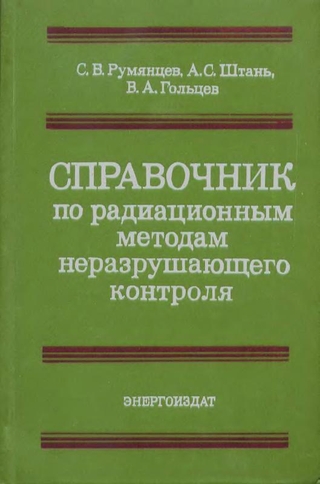 С. В. Румянцев, А. С. Штань,
В. А. Гольцев
СПРАВОЧНИК
по радиационным
методам
неразрушающего
контроля
ЭНЕРГОИЗДАТ